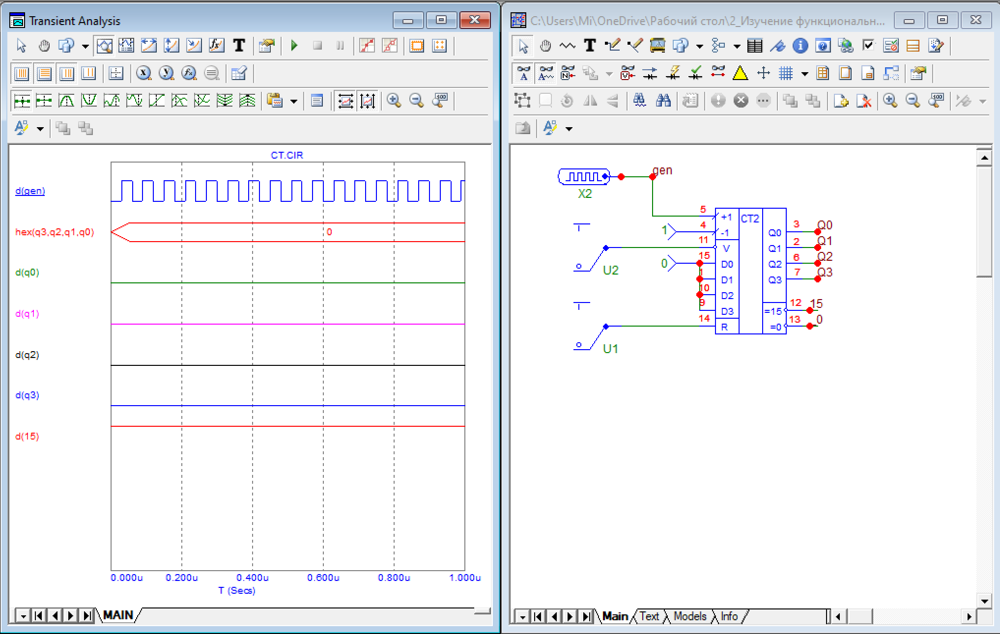 Transient Analysis
CT.CIR
d(gen)
hex(q3,q2,q1,q0)
0
d(q0)
d(q1)
d(q2)
d(q3)
d(15)
0.000u 0.200u 0.400u 0.600u 0.800u 1.000u
T (Secs)
MAIN
C:\Users\Mi\OneDrive\Рабочий стол\2_Изучение функциональн...
gen
X2
5 +1 CT2
1 4 -1 Q0 3 Q0
11 V Q1 2 Q1
U2
0 15 D0 Q2 6 Q2
1 D1 Q3 7 Q3
10 D2
9 D3 =15 12 15
14 R =0 13 0
U1
Main Text Models Info